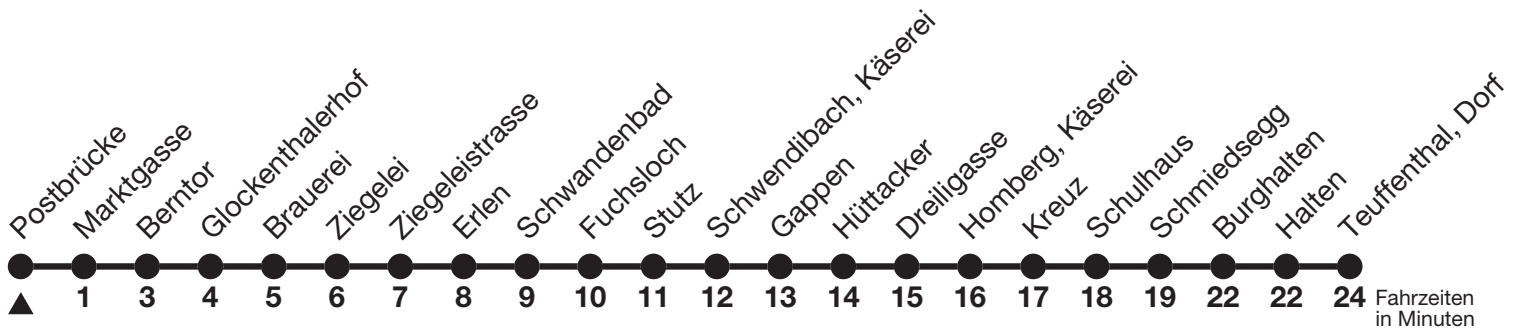 Postbrücke
Marktgasse
Berntor
Glockenthalerhof
Brauerei
Ziegelei
Ziegeleistrasse
Erlen
Schwandenbad
Fuchsloch
Stutz
Schwendibach, Käserei
Gappen
Hüttacker
Dreiligasse
Homberg, Käserei
Kreuz
Schulhaus
Schmiedsegg
Burghalten
Halten
Teuffenthal, Dorf
1 3 4 5 6 7 8 9 10 11 12 13 14 15 16 17 18 19 22 22 24 Fahrzeiten
in Minuten